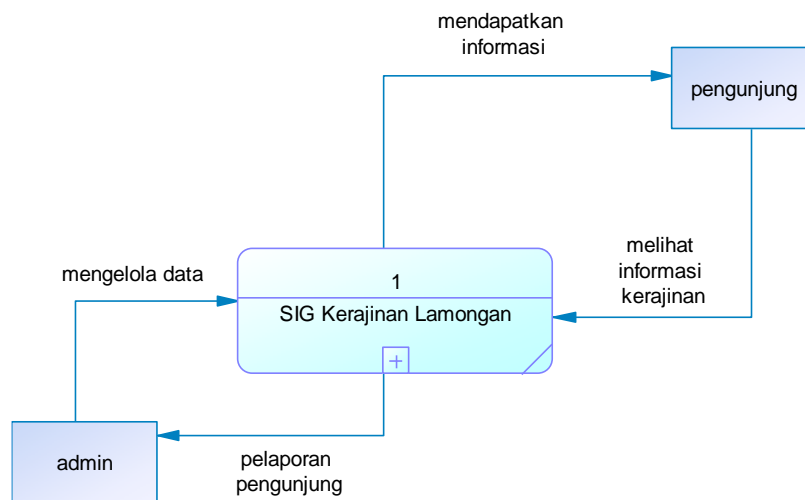 mendapatkan
informasi
pengunjung
melihat
informasi
kerajinan
mengelola data
1
SIG Kerajinan Lamongan
admin
pelaporan
pengunjung